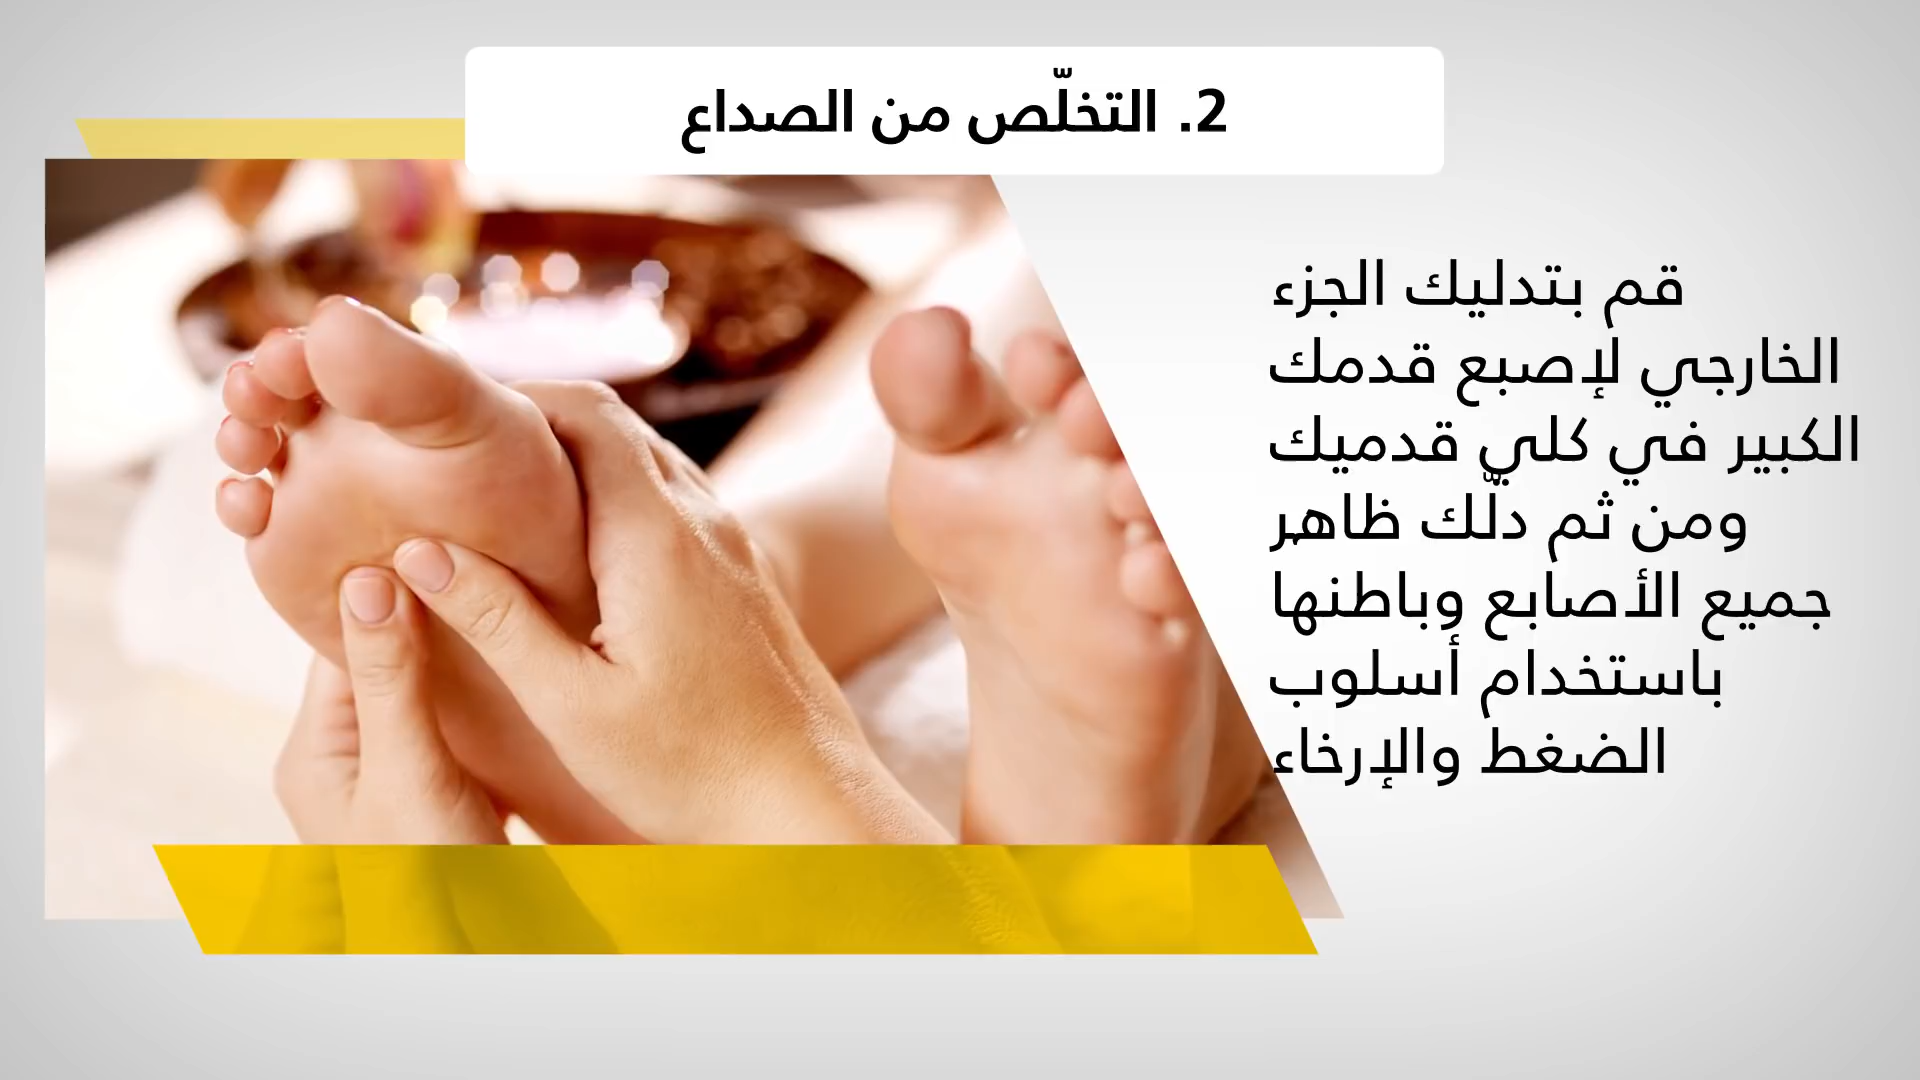 2. التخلّص من الصداع
قم بتدليك الجزء
الخارجي لإصبع قدمك
الكبير في كلي قدميك
ومن ثم دلّك ظاهر
جميع الأصابع وباطنها
باستخدام أسلوب
الضغط والإرخاء